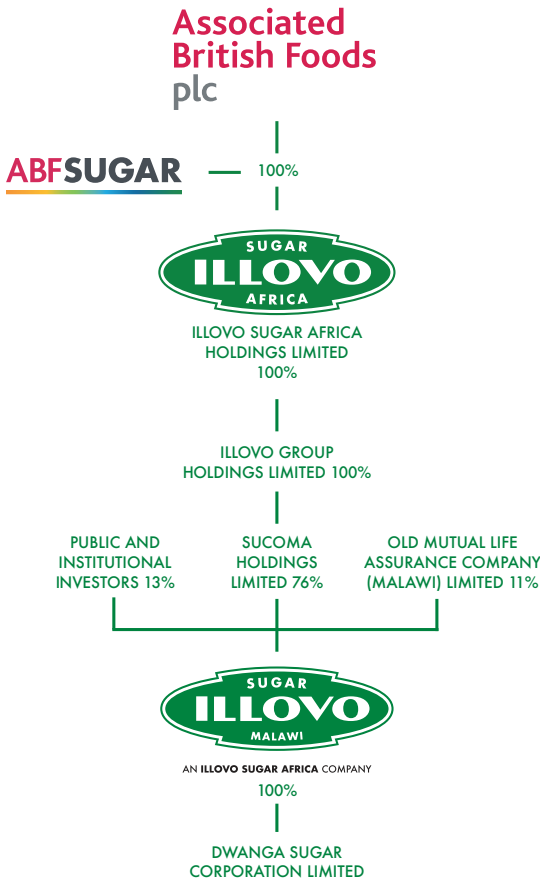 Associated
British Foods
plc
ABFSUGAR
100%
SUGAR
ILLOVO
AFRICA
ILLOVO SUGAR AFRICA
HOLDINGS LIMITED
100%
ILLOVO GROUP
HOLDINGS LIMITED 100%
PUBLIC AND
INSTITUTIONAL
INVESTORS 13%
SUCOMA
HOLDINGS
LIMITED 76%
OLD MUTUAL LIFE
ASSURANCE COMPANY
(MALAWI) LIMITED 11%
SUGAR
ILLOVO
MALAWI
AN ILLOVO SUGAR AFRICA COMPANY
100%
DWANGA SUGAR
CORPORATION LIMITED